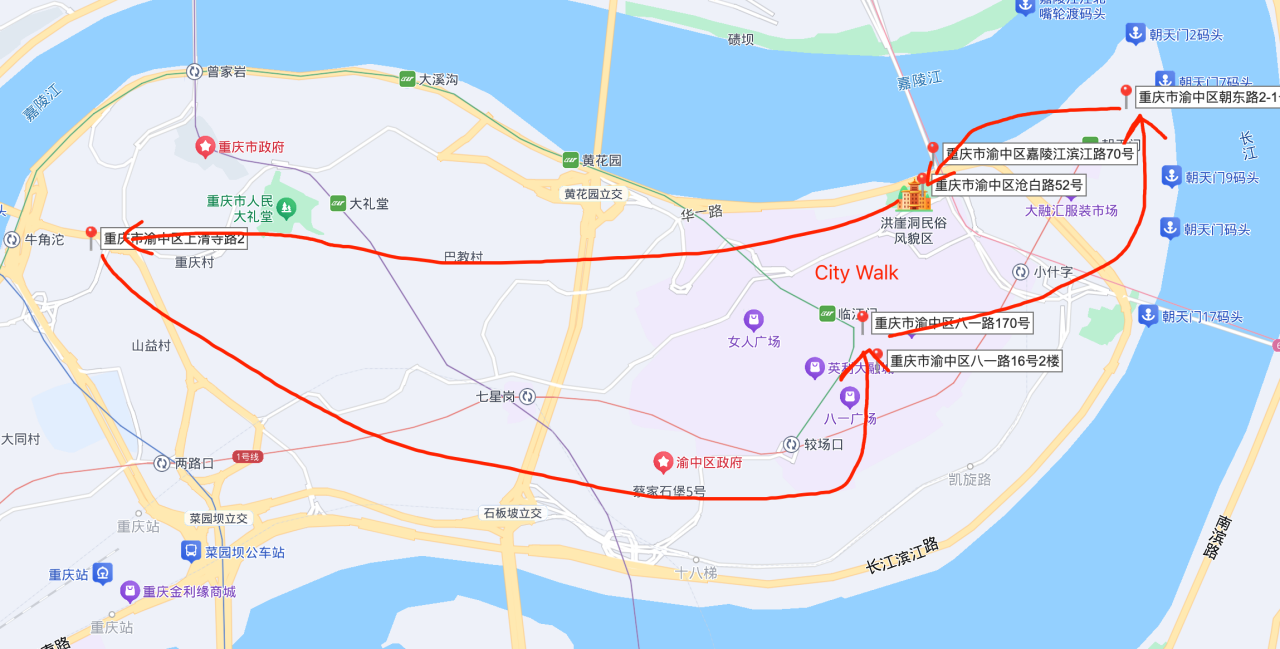 嘉陵江江北
嘴轮渡码头
碛坝
朝天门2码头
曾家岩
大溪沟
嘉陵江
朝天门7码头
嘉陵江
重庆市渝中区朝东路2-1
长江
重庆市政府
黄花园
重庆市渝中区嘉陵江滨江路70号
朝天门9码头
重庆市渝中区沧白路52号
黄花园立交
重庆市人民
大礼堂
大礼堂
华一路
大融汇服装市场
洪崖洞民俗
风貌区
朝天门码头
牛角沱
重庆市渝中区上清寺路2
重庆村
巴教村
City Walk
小什字
临江门
重庆市渝中区八一路170号
朝天门17码头
女人广场
山益村
英利大融城
重庆市渝中区八一路16号2楼
七星岗
八一广场
大同村
较场口
1号线
两路口
渝中区政府
凯旋路
蔡家石堡5号
石板坡立交
菜园坝立交
重庆站
南滨路
菜园坝公车站
长江滨江路
十八梯
重庆站
重庆金利缘商城
重庆站